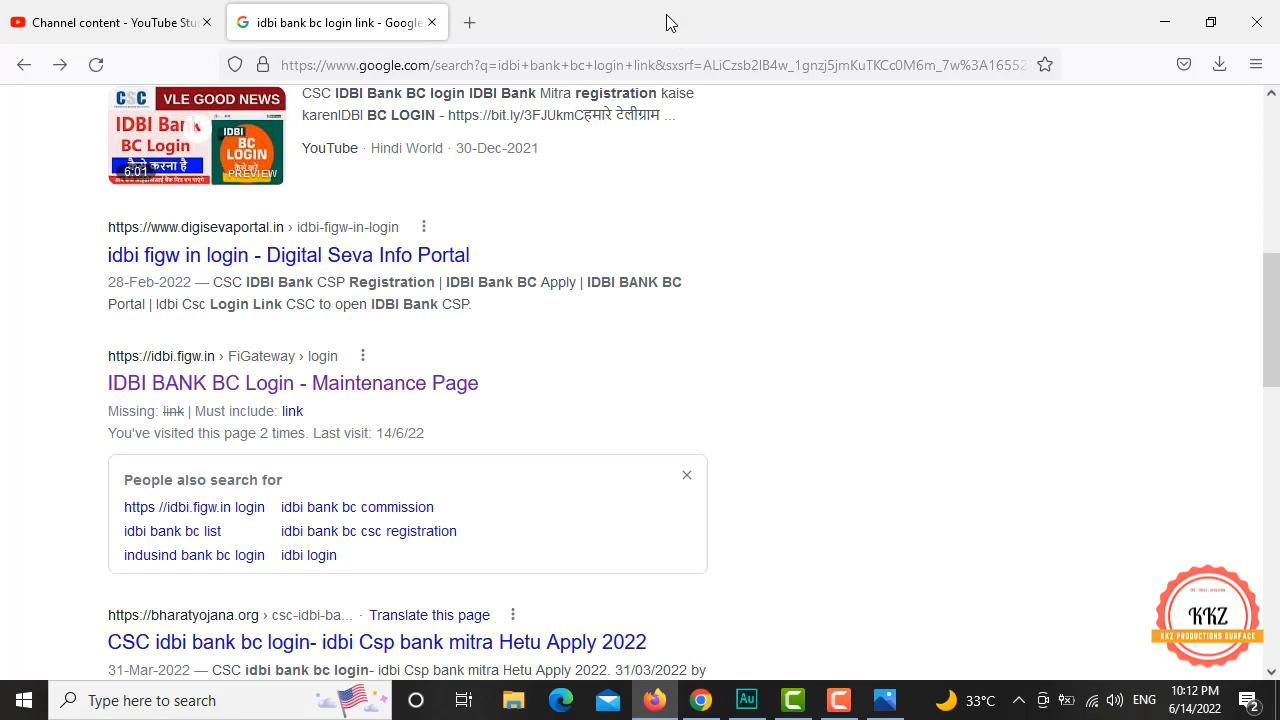 Channel content - YouTube Stu
idbi bank bc login link - Google
https://www.google.com/search?q=idbi+bank+bc+login+link&sxsrf=ALiCzsb2IB4w_1gnzj5jmKuTKCc0M6m_7w%3A16552
CSC VLE GOOD NEWS
IDBI Bank
BC Login
कैसे करना है
IDBI
BC
LOGIN
6:01
PREVIEW
CSC IDBI Bank BC login IDBI Bank Mitra registration kaise
karenIDBI BC LOGIN - https://bit.ly/3FJUkmCहमारे टेलीग्राम ...
YouTube · Hindi World · 30-Dec-2021
https://www.digisevaportal.in › idbi-figw-in-login
idbi figw in login - Digital Seva Info Portal
28-Feb-2022 — CSC IDBI Bank CSP Registration | IDBI Bank BC Apply | IDBI BANK BC
Portal | Idbi Csc Login Link CSC to open IDBI Bank CSP.
https://idbi.figw.in › FiGateway › login
IDBI BANK BC Login - Maintenance Page
Missing: link | Must include: link
You've visited this page 2 times. Last visit: 14/6/22
People also search for
https //idbi.figw.in login idbi bank bc commission
idbi bank bc list idbi bank bc csc registration
indusind bank bc login idbi login
https://bharatyojana.org › csc-idbi-ba... · Translate this page
CSC idbi bank bc login- idbi Csp bank mitra Hetu Apply 2022
31-Mar-2022 — CSC idbi bank bc login- idbi Csp bank mitra Hetu Apply 2022. 31/03/2022 by
KKZ
KKZ PRODUCTIONS SURFACE
Type here to search
Au
33°C
ENG
10:12 PM
6/14/2022
2